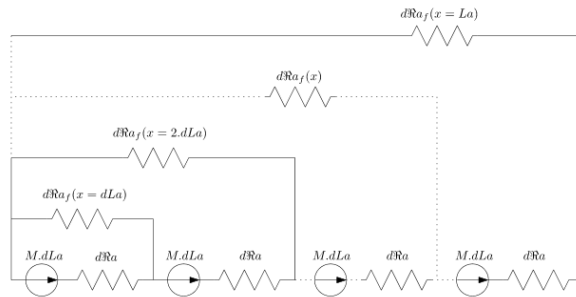 dℜa_f(x = La)
dℜa_f(x)
dℜa_f(x = 2.dLa)
dℜa_f(x = dLa)
M.dLa dℜa M.dLa dℜa M.dLa dℜa M.dLa dℜa